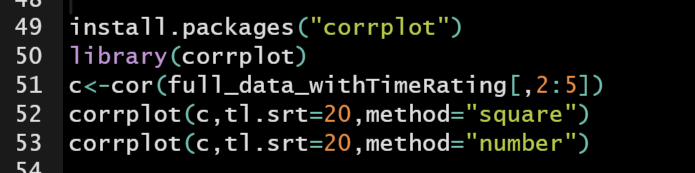 48
49 install.packages("corrplot")
50 library(corrplot)
51 c<-cor(full_data_withTimeRating[,2:5])
52 corrplot(c,tl.srt=20,method="square")
53 corrplot(c,tl.srt=20,method="number")
54